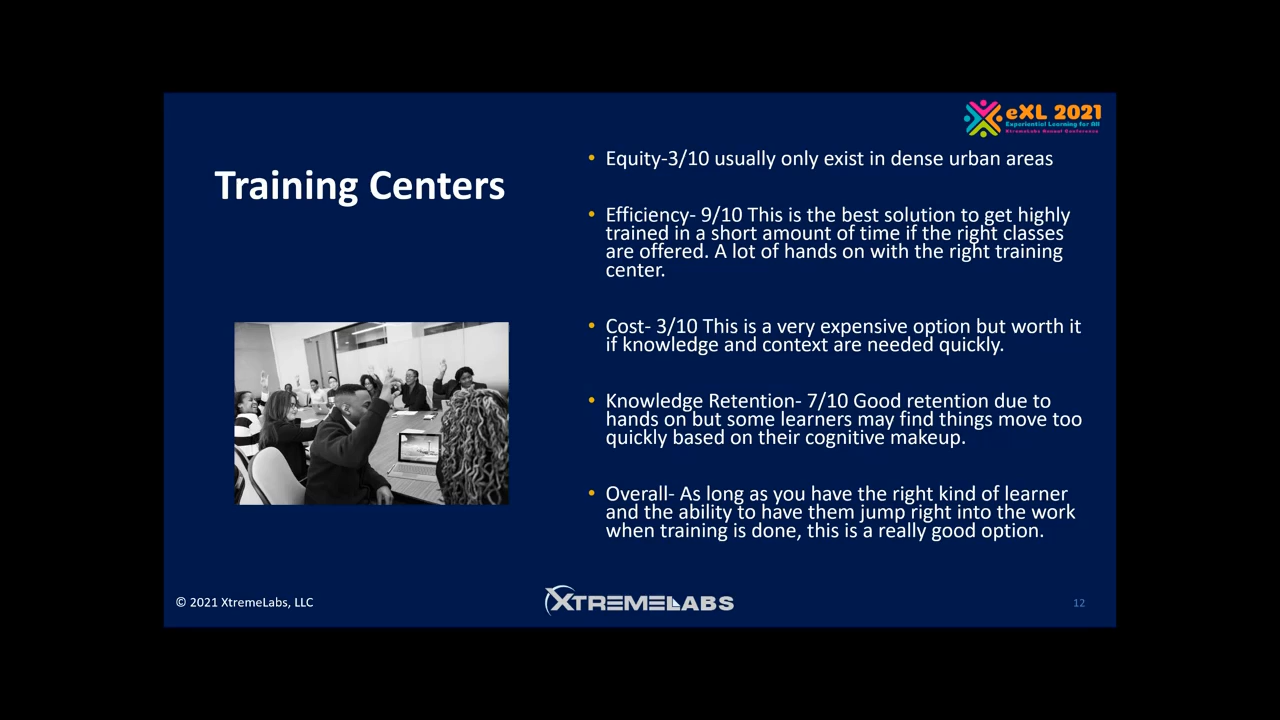 eXL 2021
Experiential Learning for All
XtremeLabs Annual Conference
Training Centers
• Equity-3/10 usually only exist in dense urban areas
• Efficiency- 9/10 This is the best solution to get highly
trained in a short amount of time if the right classes
are offered. A lot of hands on with the right training
center.
• Cost- 3/10 This is a very expensive option but worth it
if knowledge and context are needed quickly.
• Knowledge Retention- 7/10 Good retention due to
hands on but some learners may find things move too
quickly based on their cognitive makeup.
• Overall- As long as you have the right kind of learner
and the ability to have them jump right into the work
when training is done, this is a really good option.
© 2021 XtremeLabs, LLC
XTREMELABS
12